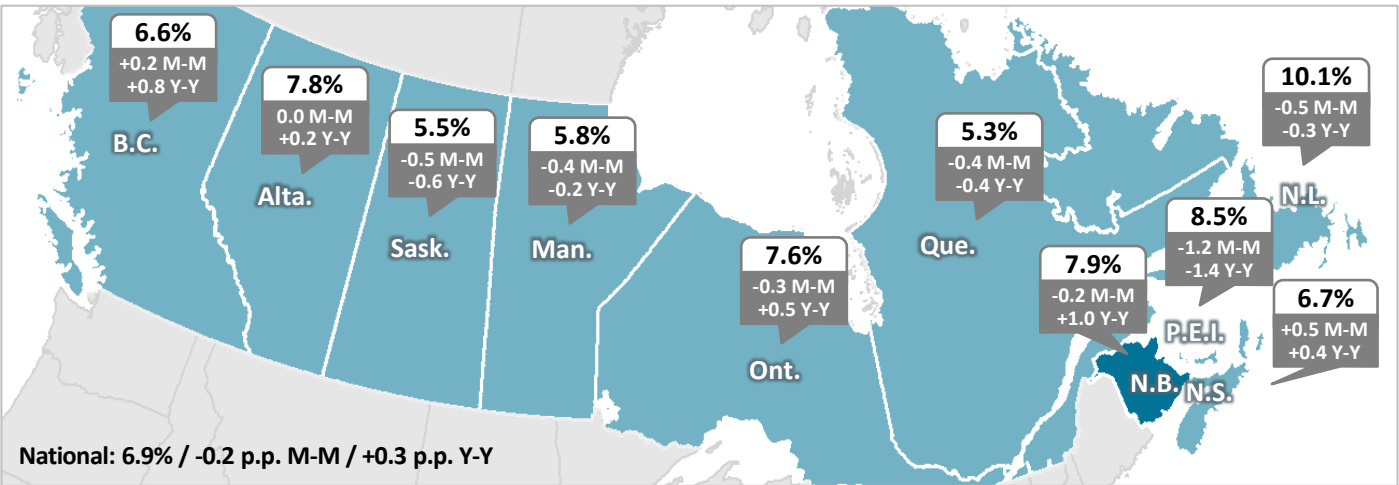 6.6%
+0.2 M-M
+0.8 Y-Y
B.C.
7.8%
0.0 M-M
+0.2 Y-Y
Alta.
5.5%
-0.5 M-M
-0.6 Y-Y
Sask.
5.8%
-0.4 M-M
-0.2 Y-Y
Man.
7.6%
-0.3 M-M
+0.5 Y-Y
Ont.
5.3%
-0.4 M-M
-0.4 Y-Y
Que.
10.1%
-0.5 M-M
-0.3 Y-Y
N.L.
8.5%
-1.2 M-M
-1.4 Y-Y
P.E.I.
7.9%
-0.2 M-M
+1.0 Y-Y
N.B.
6.7%
+0.5 M-M
+0.4 Y-Y
N.S.
National: 6.9% / -0.2 p.p. M-M / +0.3 p.p. Y-Y